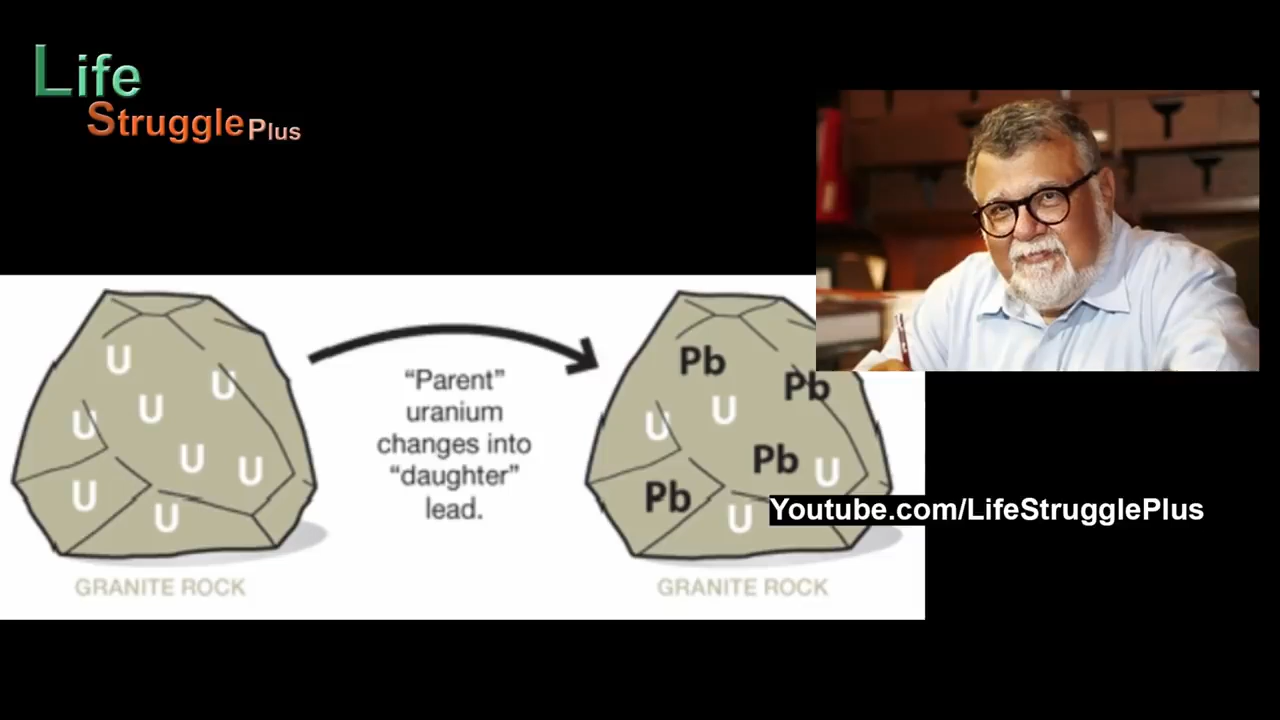 Life
Struggle Plus
U
U
U
U
U
U
U
U
"Parent"
uranium
changes into
"daughter"
lead.
Pb
Pb
U
U
Pb
U
Pb
U
Youtube.com/LifeStrugglePlus
GRANITE ROCK
GRANITE ROCK